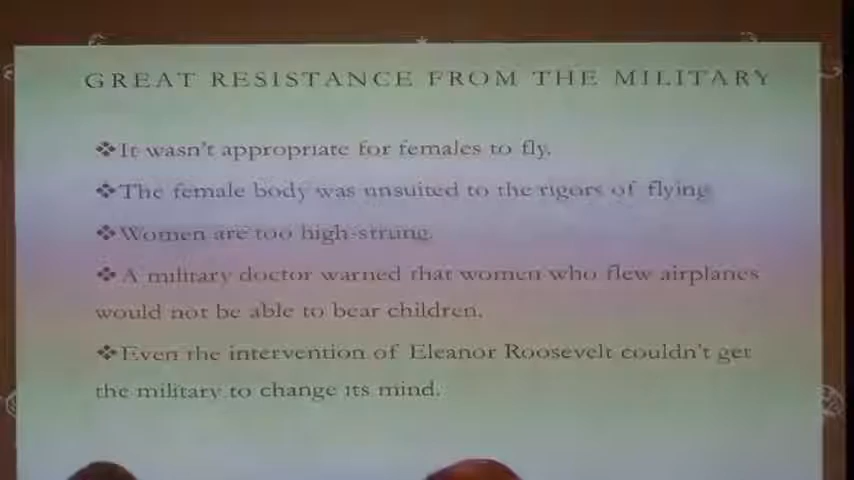 GREAT RESISTANCE FROM THE MILITARY
❖It wasn't appropriate for females to fly.
❖The female body was unsuited to the rigors of flying
❖Women are too high-strung.
❖A military doctor warned that women who flew airplanes
would not be able to bear children.
❖Even the intervention of Eleanor Roosevelt couldn't get
the military to change its mind.